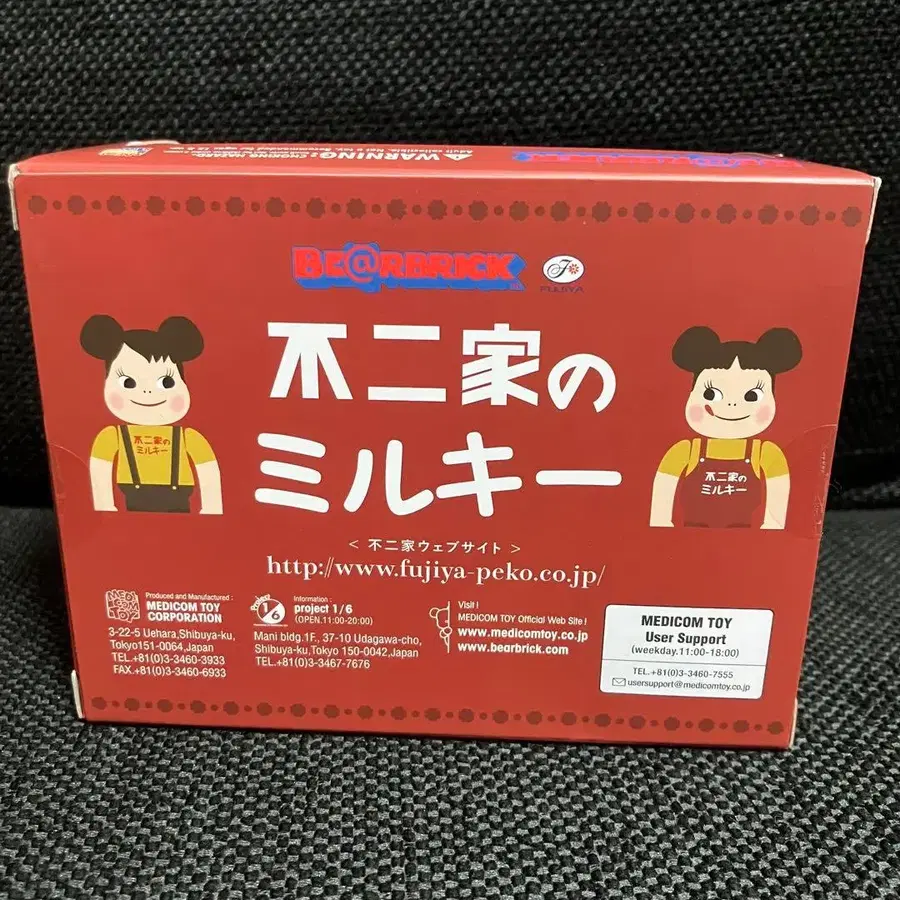 WARNING: CHOKING HAZARD
BE@RBRICK
FUJIYA
不二家の
ミルキー
不二家の
ミルキー
不二家の
ミルキー
< 不二家ウェブサイト >
http://www.fujiya-peko.co.jp/
MEDICOM TOY
Produced and Manufactured :
MEDICOM TOY
CORPORATION
3-22-5 Uehara,Shibuya-ku,
Tokyo151-0064,Japan
TEL.+81(0)3-3460-3933
FAX.+81(0)3-3460-6933
1/6
Information :
project 1/6
(OPEN.11:00-20:00)
Mani bldg.1F., 37-10 Udagawa-cho,
Shibuya-ku,Tokyo 150-0042,Japan
TEL.+81(0)3-3467-7676
Visit !
MEDICOM TOY Official Web Site !
www.medicomtoy.co.jp
www.bearbrick.com
MEDICOM TOY
User Support
(weekday.11:00-18:00)
TEL.+81(0)3-3460-7555
usersupport@medicomtoy.co.jp